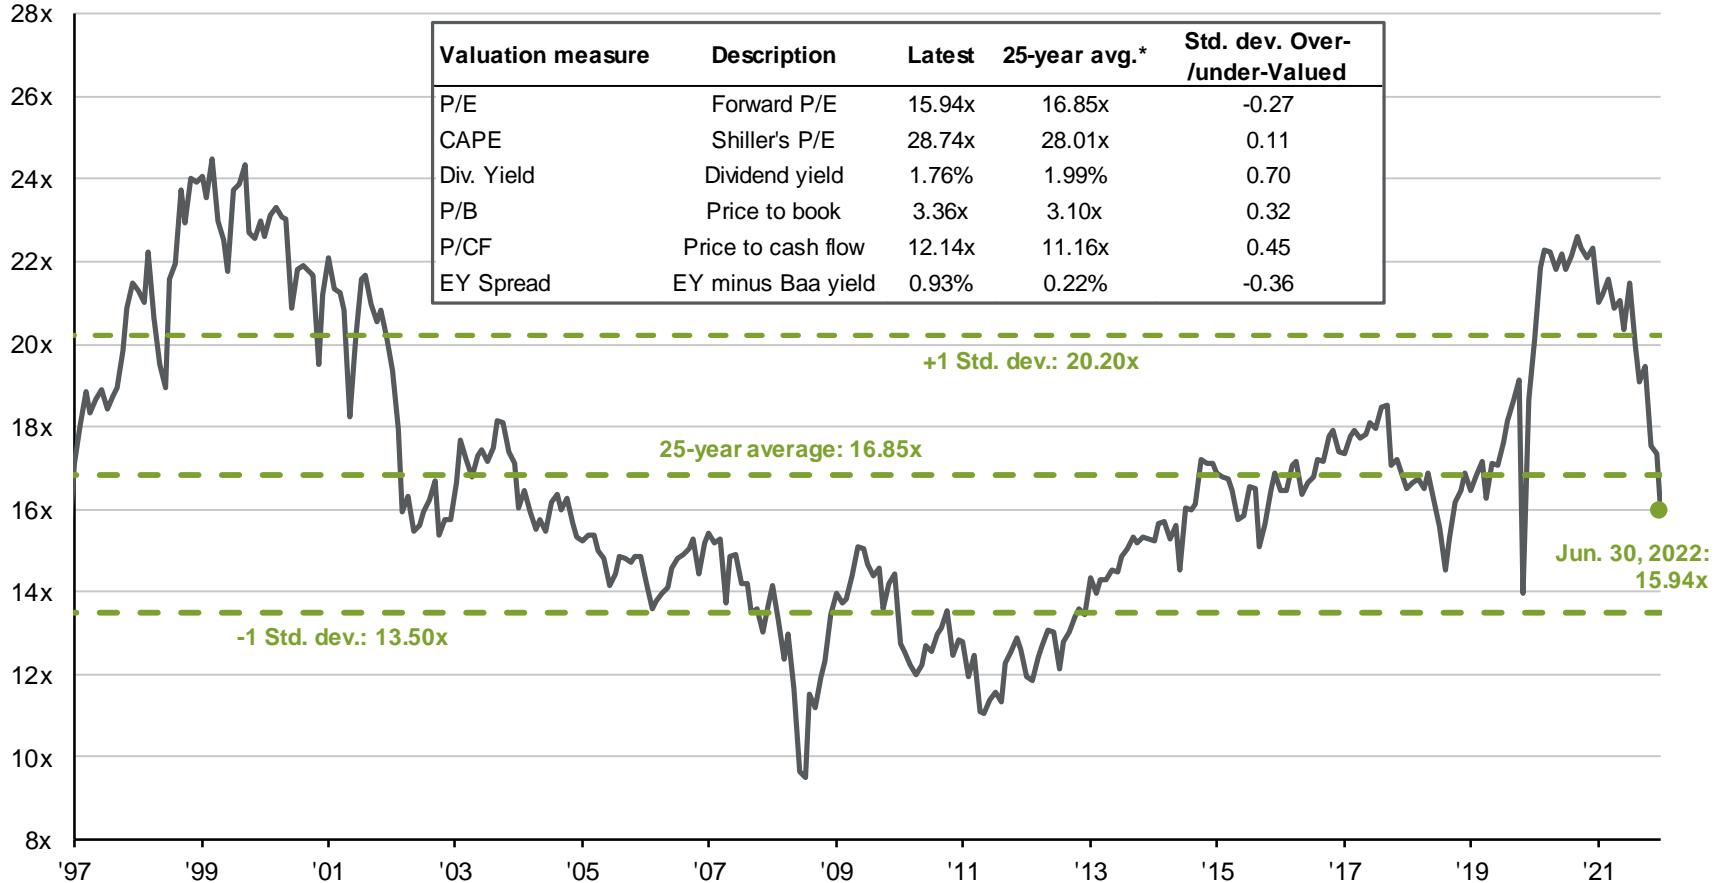 28x
26x
24x
22x
20x
18x
16x
14x
12x
10x
8x
Valuation measure Description Latest 25-year avg.* Std. dev. Over-
/under-Valued
P/E Forward P/E 15.94x 16.85x -0.27
CAPE Shiller's P/E 28.74x 28.01x 0.11
Div. Yield Dividend yield 1.76% 1.99% 0.70
P/B Price to book 3.36x 3.10x 0.32
P/CF Price to cash flow 12.14x 11.16x 0.45
EY Spread EY minus Baa yield 0.93% 0.22% -0.36
+1 Std. dev.: 20.20x
25-year average: 16.85x
Jun. 30, 2022:
15.94x
-1 Std. dev.: 13.50x
'97 '99 '01 '03 '05 '07 '09 '11 '13 '15 '17 '19 '21